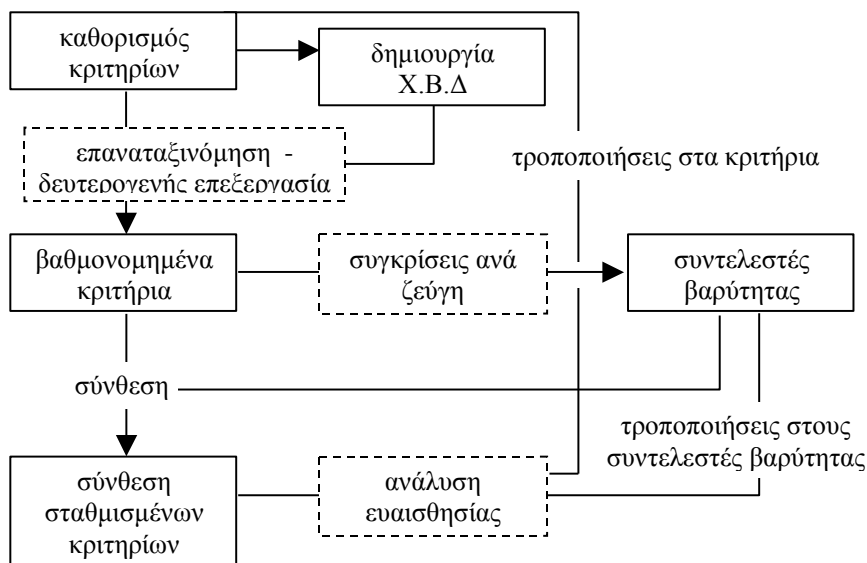 καθορισμός
κριτηρίων
δημιουργία
Χ.Β.Δ
επαναταξινόμηση -
δευτερογενής επεξεργασία
τροποποιήσεις στα κριτήρια
βαθμονομημένα
κριτήρια
συγκρίσεις ανά
ζεύγη
συντελεστές
βαρύτητας
σύνθεση
τροποποιήσεις στους
συντελεστές βαρύτητας
σύνθεση
σταθμισμένων
κριτηρίων
ανάλυση
ευαισθησίας